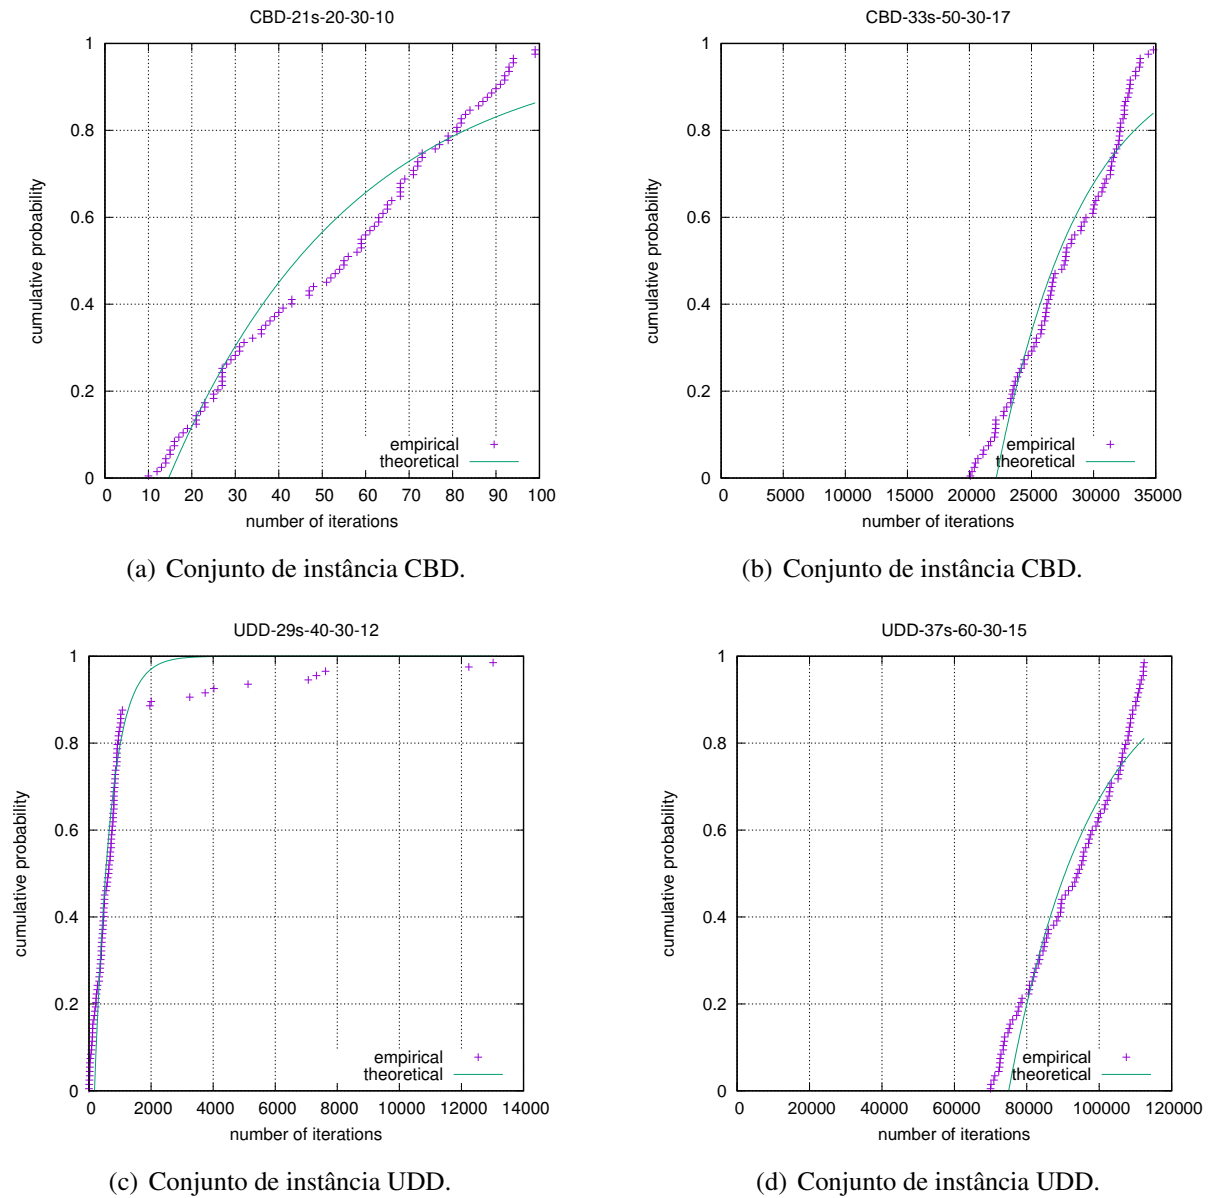 CBD-21s-20-30-10
1
0.8
0.6
0.4
0.2
0
cumulative probability
empirical
theoretical
0 10 20 30 40 50 60 70 80 90 100
number of iterations
(a) Conjunto de instância CBD.
CBD-33s-50-30-17
1
0.8
0.6
0.4
0.2
0
cumulative probability
empirical
theoretical
0 5000 10000 15000 20000 25000 30000 35000
number of iterations
(b) Conjunto de instância CBD.
UDD-29s-40-30-12
1
0.8
0.6
0.4
0.2
0
cumulative probability
empirical
theoretical
0 2000 4000 6000 8000 10000 12000 14000
number of iterations
(c) Conjunto de instância UDD.
UDD-37s-60-30-15
1
0.8
0.6
0.4
0.2
0
cumulative probability
empirical
theoretical
0 20000 40000 60000 80000 100000 120000
number of iterations
(d) Conjunto de instância UDD.